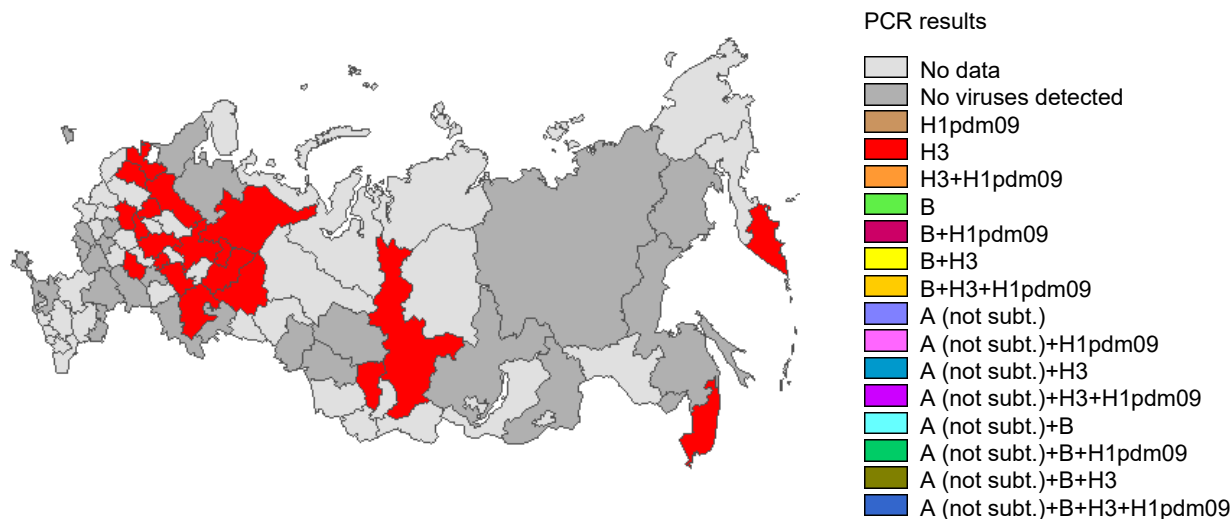 PCR results
No data
No viruses detected
H1pdm09
H3
H3+H1pdm09
B
B+H1pdm09
B+H3
B+H3+H1pdm09
A (not subt.)
A (not subt.)+H1pdm09
A (not subt.)+H3
A (not subt.)+H3+H1pdm09
A (not subt.)+B
A (not subt.)+B+H1pdm09
A (not subt.)+B+H3
A (not subt.)+B+H3+H1pdm09